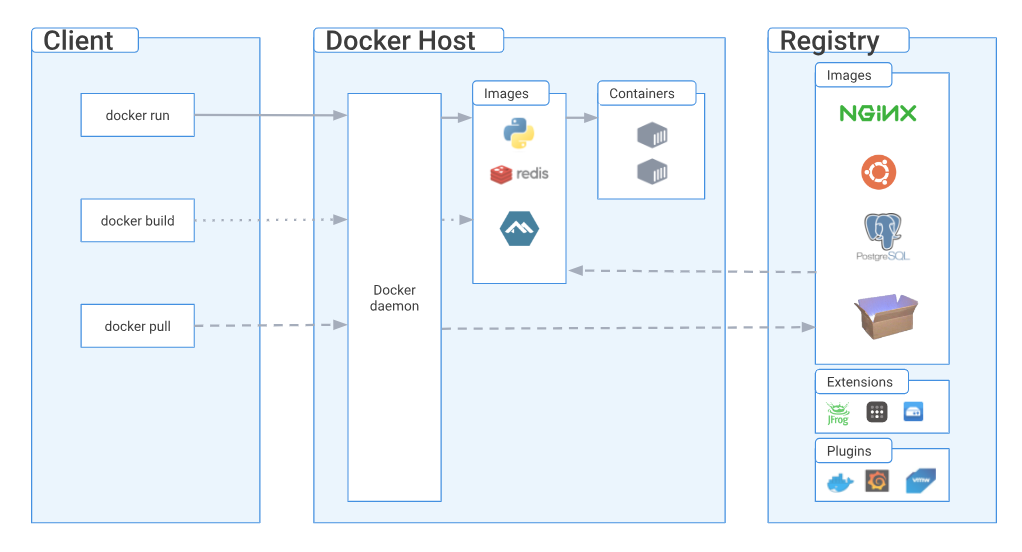 Client
docker run
docker build
docker pull
Docker Host
Docker
daemon
Images
redis
Containers
Registry
Images
NGINX
PostgreSQL
Extensions
JFrog
Plugins
vmw